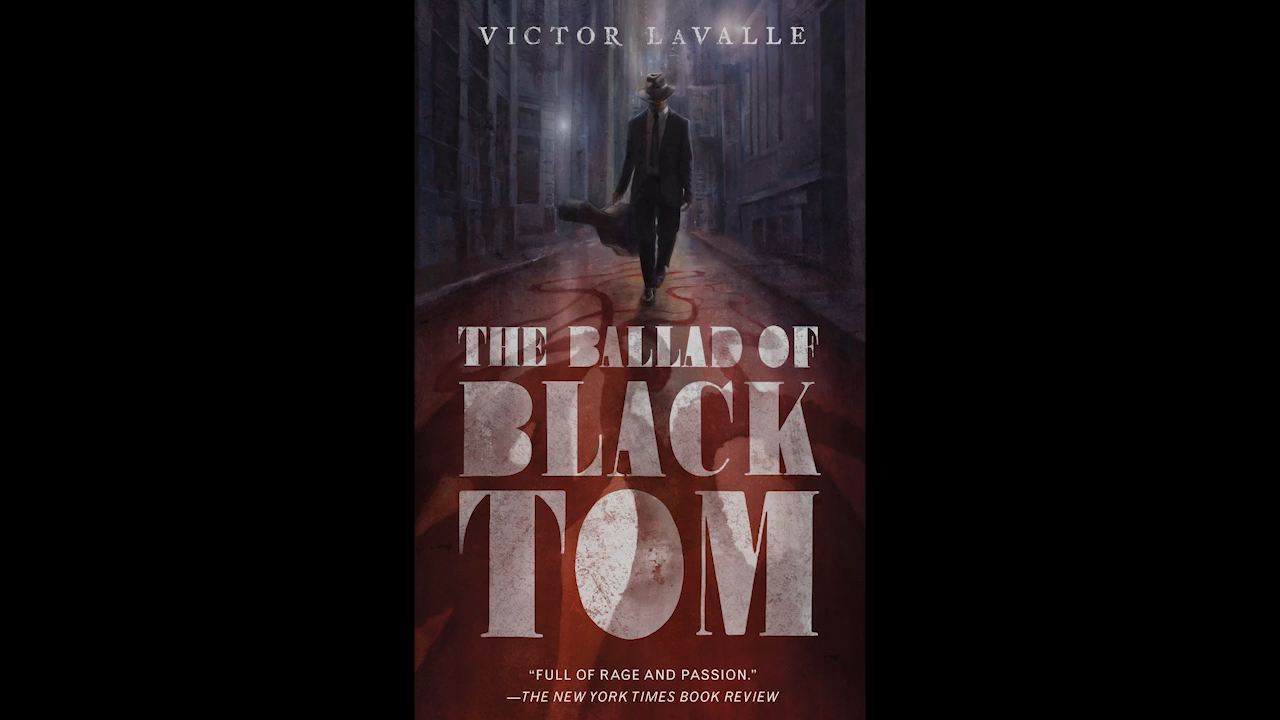 VICTOR LAVALLE
THE BALLAD OF
BLACK
TOM
“FULL OF RAGE AND PASSION.”
—THE NEW YORK TIMES BOOK REVIEW